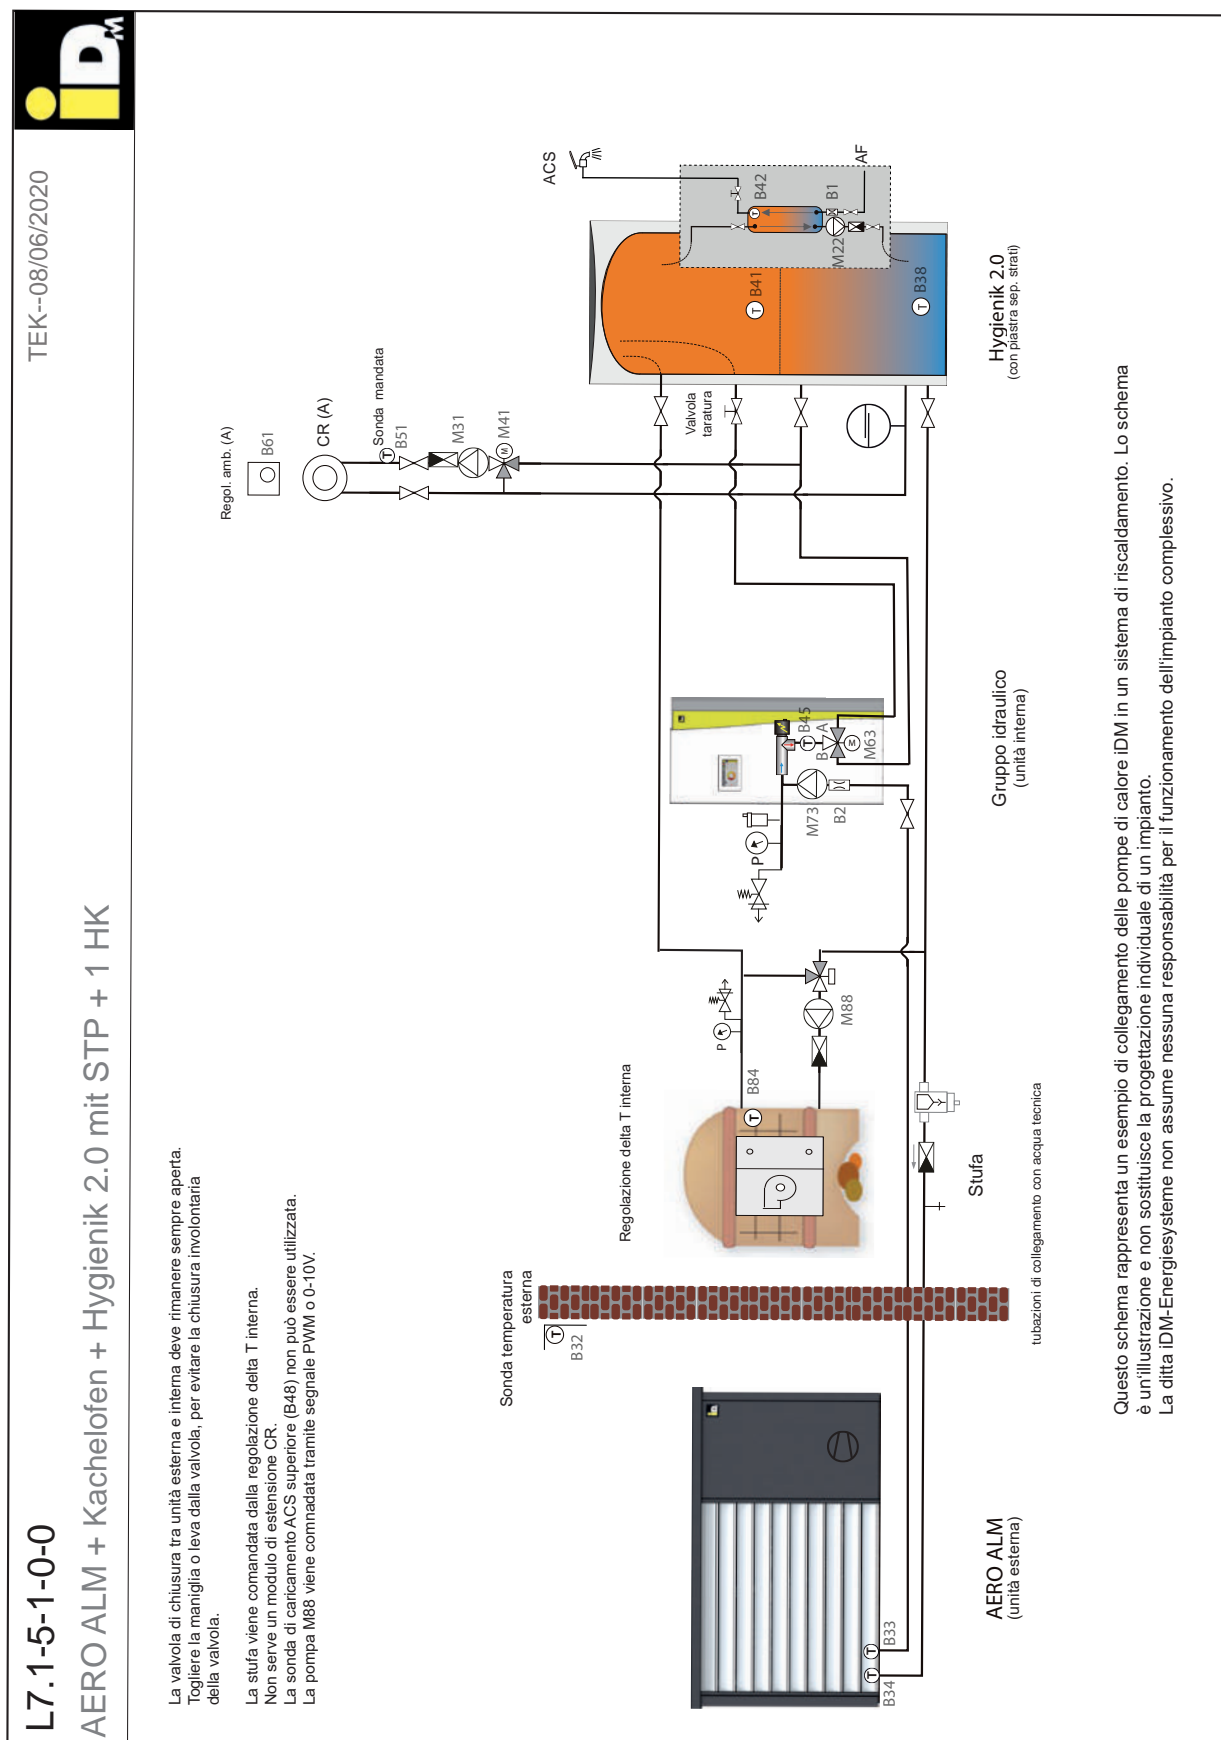 L7.1-5-1-0-0
TEK--08/06/2020
iDM
AERO ALM + Kachelofen + Hygienik 2.0 mit STP + 1 HK
La valvola di chiusura tra unità esterna e interna deve rimanere sempre aperta.
Togliere la maniglia o leva dalla valvola, per evitare la chiusura involontaria
della valvola.
La stufa viene comandata dalla regolazione delta T interna.
Non serve un modulo di estensione CR.
La sonda di caricamento ACS superiore (B48) non può essere utilizzata.
La pompa M88 viene comnadata tramite segnale PWM o 0-10V.
Regol. amb. (A)
B61
CR (A)
Sonda mandata
T
B51
M31
M
M41
ACS
T
B42
B1
AF
M22
T
B41
T
B38
Valvola
taratura
Hygienik 2.0
(con piastra sep. strati)
Sonda temperatura
esterna
T
B32
Regolazione delta T interna
T
B84
P
M88
Stufa
P
M73
B2
T
B45
B
A
M
M63
Gruppo idraulico
(unità interna)
T
B34
T
B33
AERO ALM
(unità esterna)
tubazioni di collegamento con acqua tecnica
Questo schema rappresenta un esempio di collegamento delle pompe di calore iDM in un sistema di riscaldamento. Lo schema
è un'illustrazione e non sostituisce la progettazione individuale di un impianto.
La ditta iDM-Energiesysteme non assume nessuna responsabilità per il funzionamento dell'impianto complessivo.